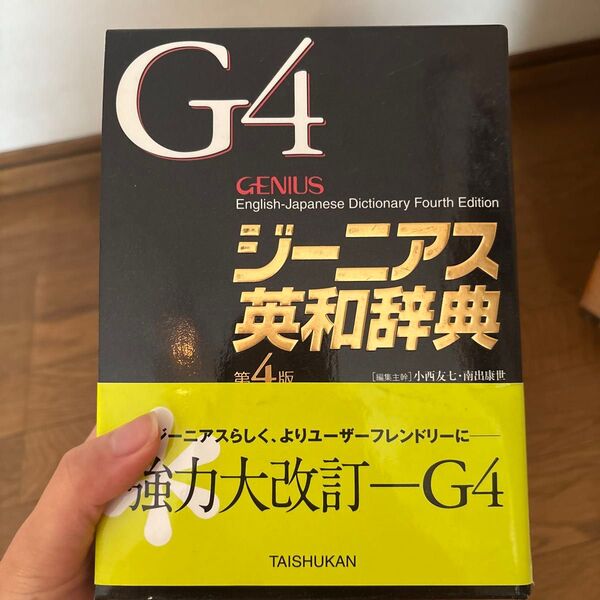 G4
GENIUS
English-Japanese Dictionary Fourth Edition
ジーニアス
英和辞典
第4版
[編集主幹] 小西友七・南出康世
ジーニアスらしく、よりユーザーフレンドリーに──
強力大改訂─G4
TAISHUKAN